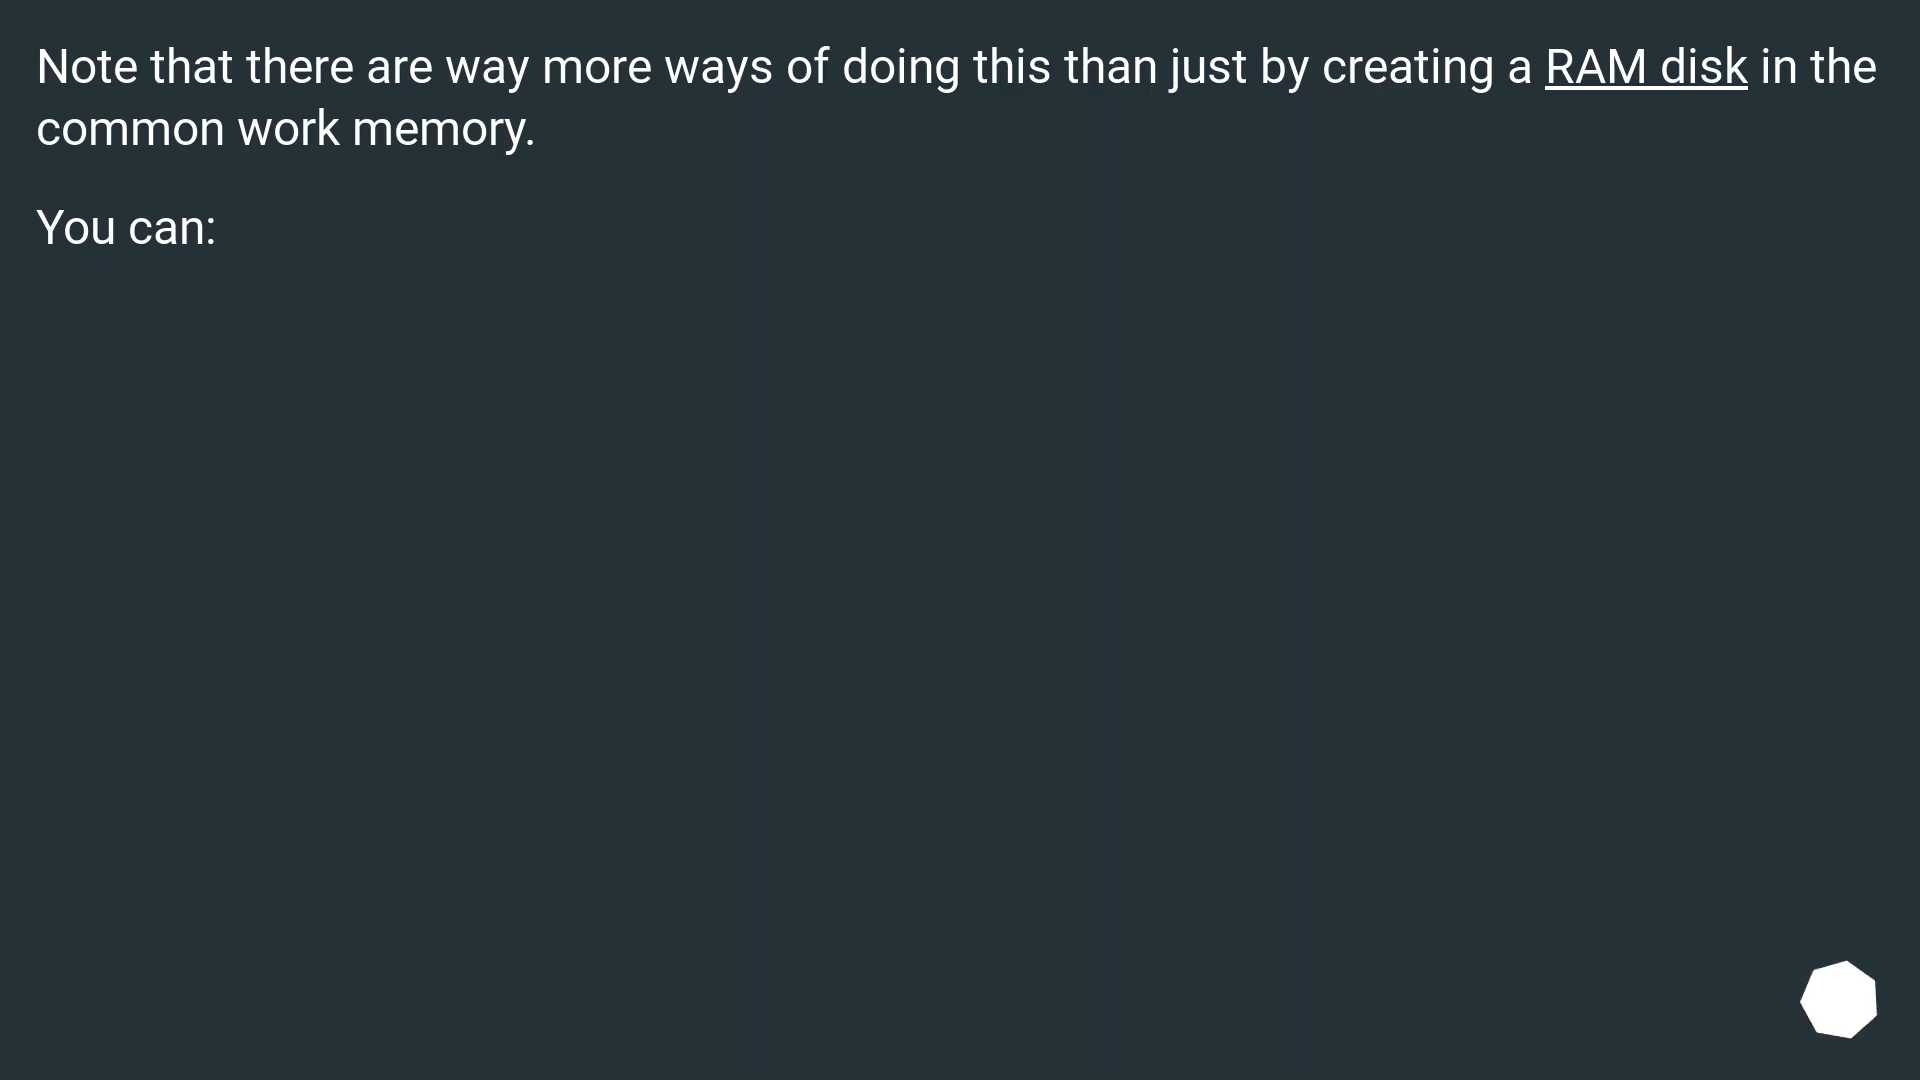 Note that there are way more ways of doing this than just by creating a RAM disk in the
common work memory.
You can: